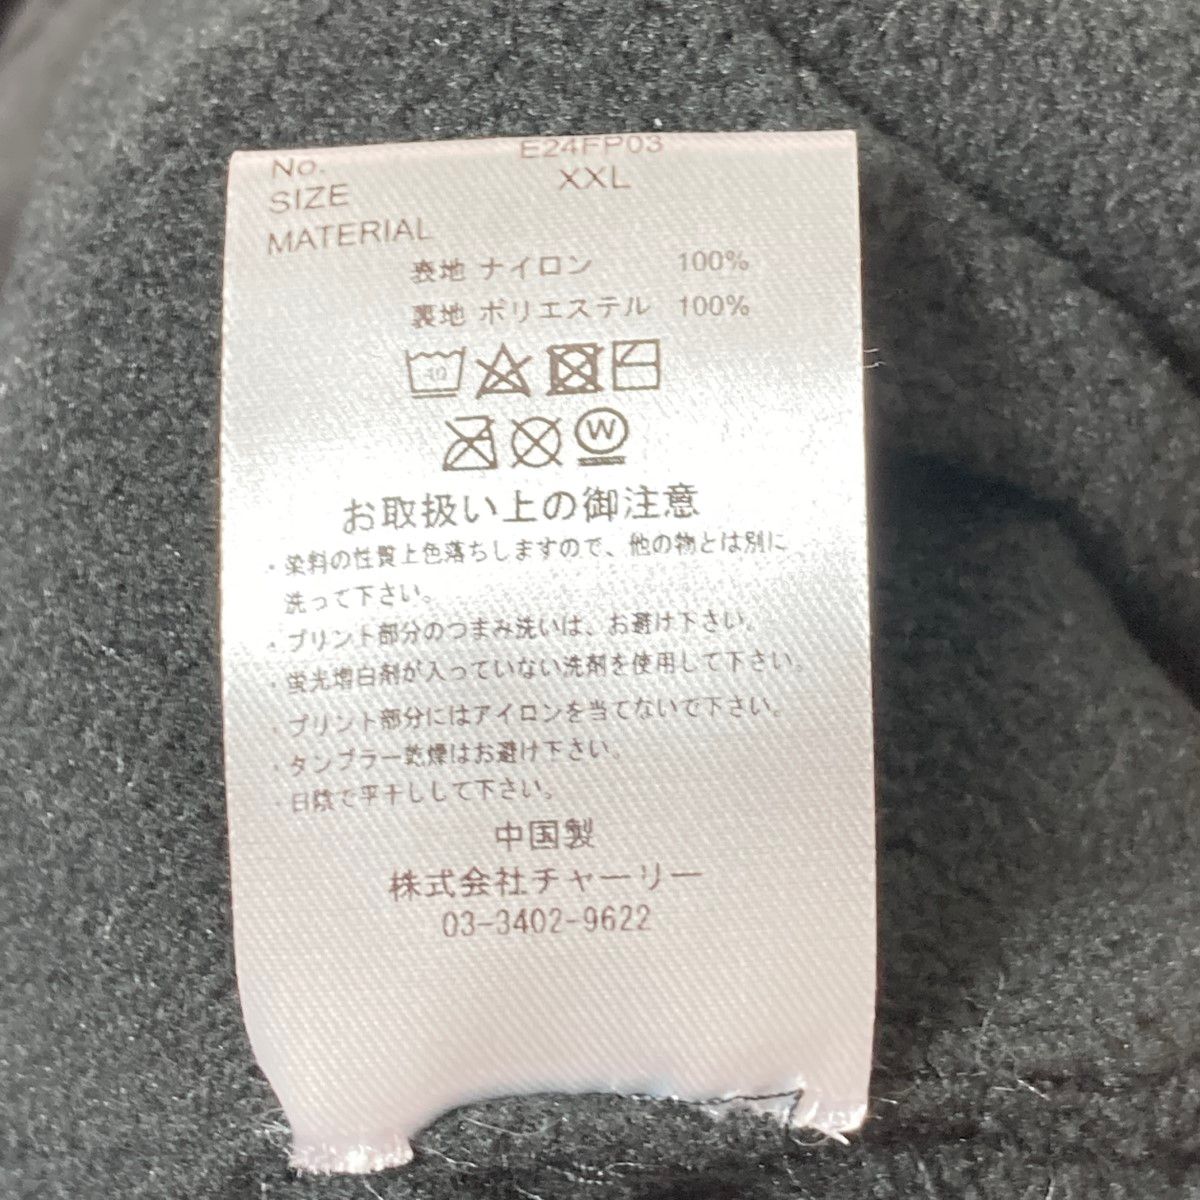 No. E24FP03
SIZE XXL
MATERIAL
表地 ナイロン 100%
裏地 ポリエステル 100%
40
W
お取扱い上の御注意
・染料の性質上色落ちしますので、他の物とは別に
洗って下さい。
・プリント部分のつまみ洗いは、お避け下さい。
・蛍光増白剤が入っていない洗剤を使用して下さい。
・プリント部分にはアイロンを当てないで下さい。
・タンブラー乾燥はお避け下さい。
・日陰で平干しして下さい。
中国製
株式会社チャーリー
03-3402-9622